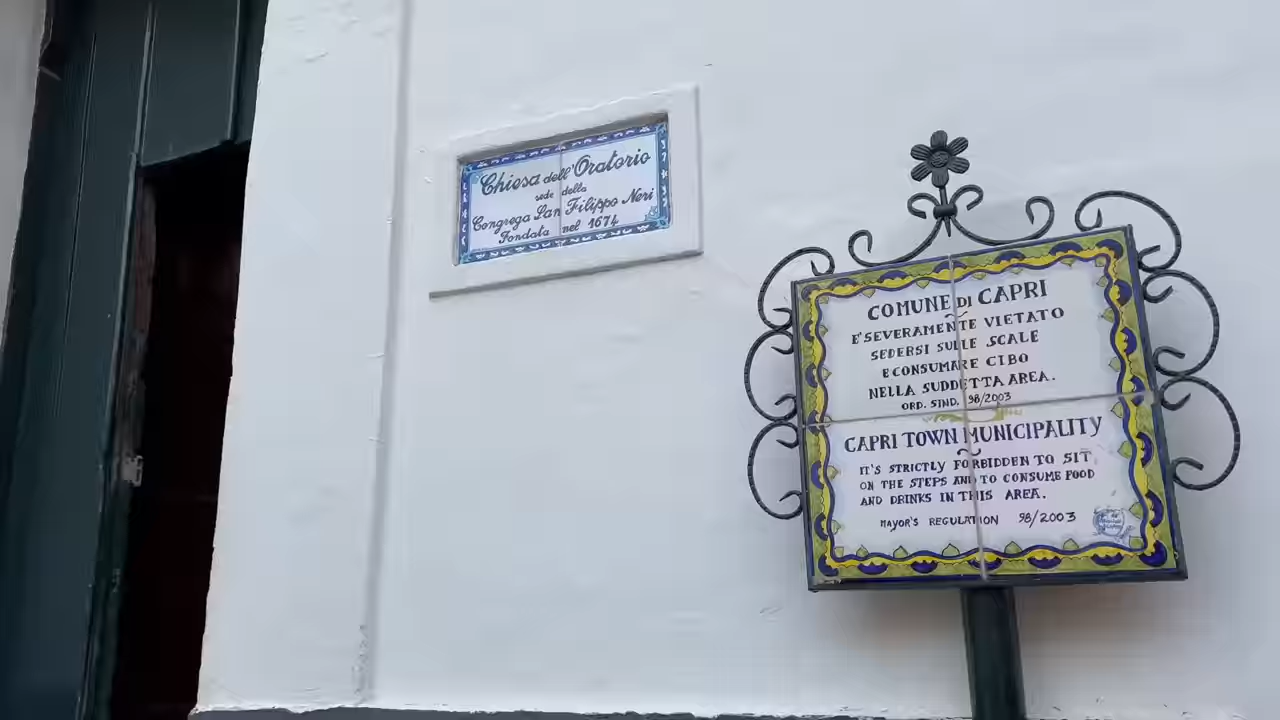 Chiesa dell'Oratorio
sede della
Congrega San Filippo Neri
Fondata nel 1674
COMUNE di CAPRI
E' SEVERAMENTE VIETATO
SEDERSI SULLE SCALE
E CONSUMARE CIBO
NELLA SUDDETTA AREA.
ORD. SIND. 98/2003
CAPRI TOWN MUNICIPALITY
IT'S STRICTLY FORBIDDEN TO SIT
ON THE STEPS AND TO CONSUME FOOD
AND DRINKS IN THIS AREA.
MAYOR'S REGULATION 98/2003